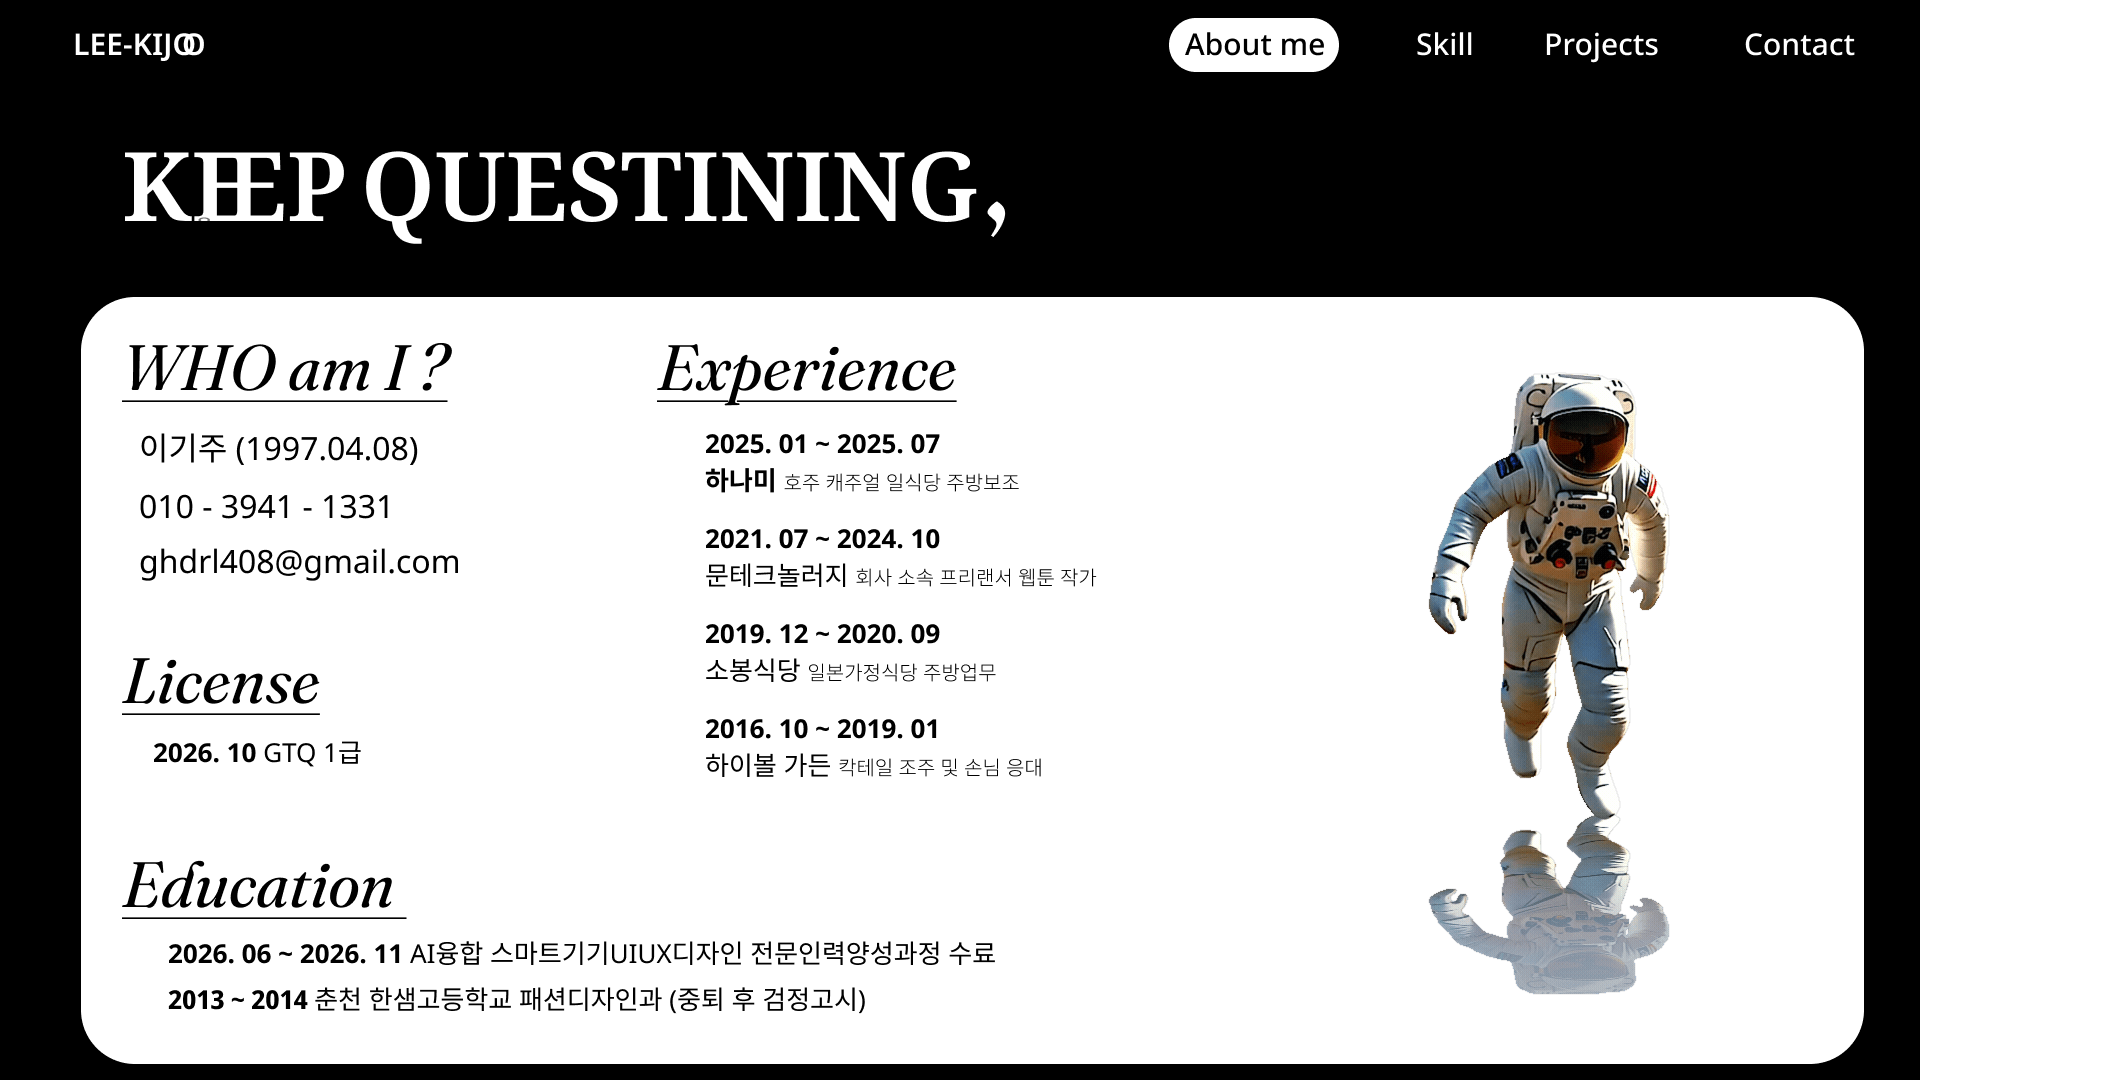 LEE-KIJOO
About me
Skill
Projects
Contact
KEEP QUESTINING,
WHO am I ?
이기주 (1997.04.08)
010 - 3941 - 1331
ghdrl408@gmail.com
License
2026. 10 GTQ 1급
Experience
2025. 01 ~ 2025. 07
하나미 호주 캐주얼 일식당 주방보조
2021. 07 ~ 2024. 10
문테크놀러지 회사 소속 프리랜서 웹툰 작가
2019. 12 ~ 2020. 09
소봉식당 일본가정식당 주방업무
2016. 10 ~ 2019. 01
하이볼 가든 칵테일 조주 및 손님 응대
Education
2026. 06 ~ 2026. 11 AI융합 스마트기기UIUX디자인 전문인력양성과정 수료
2013 ~ 2014 춘천 한샘고등학교 패션디자인과 (중퇴 후 검정고시)